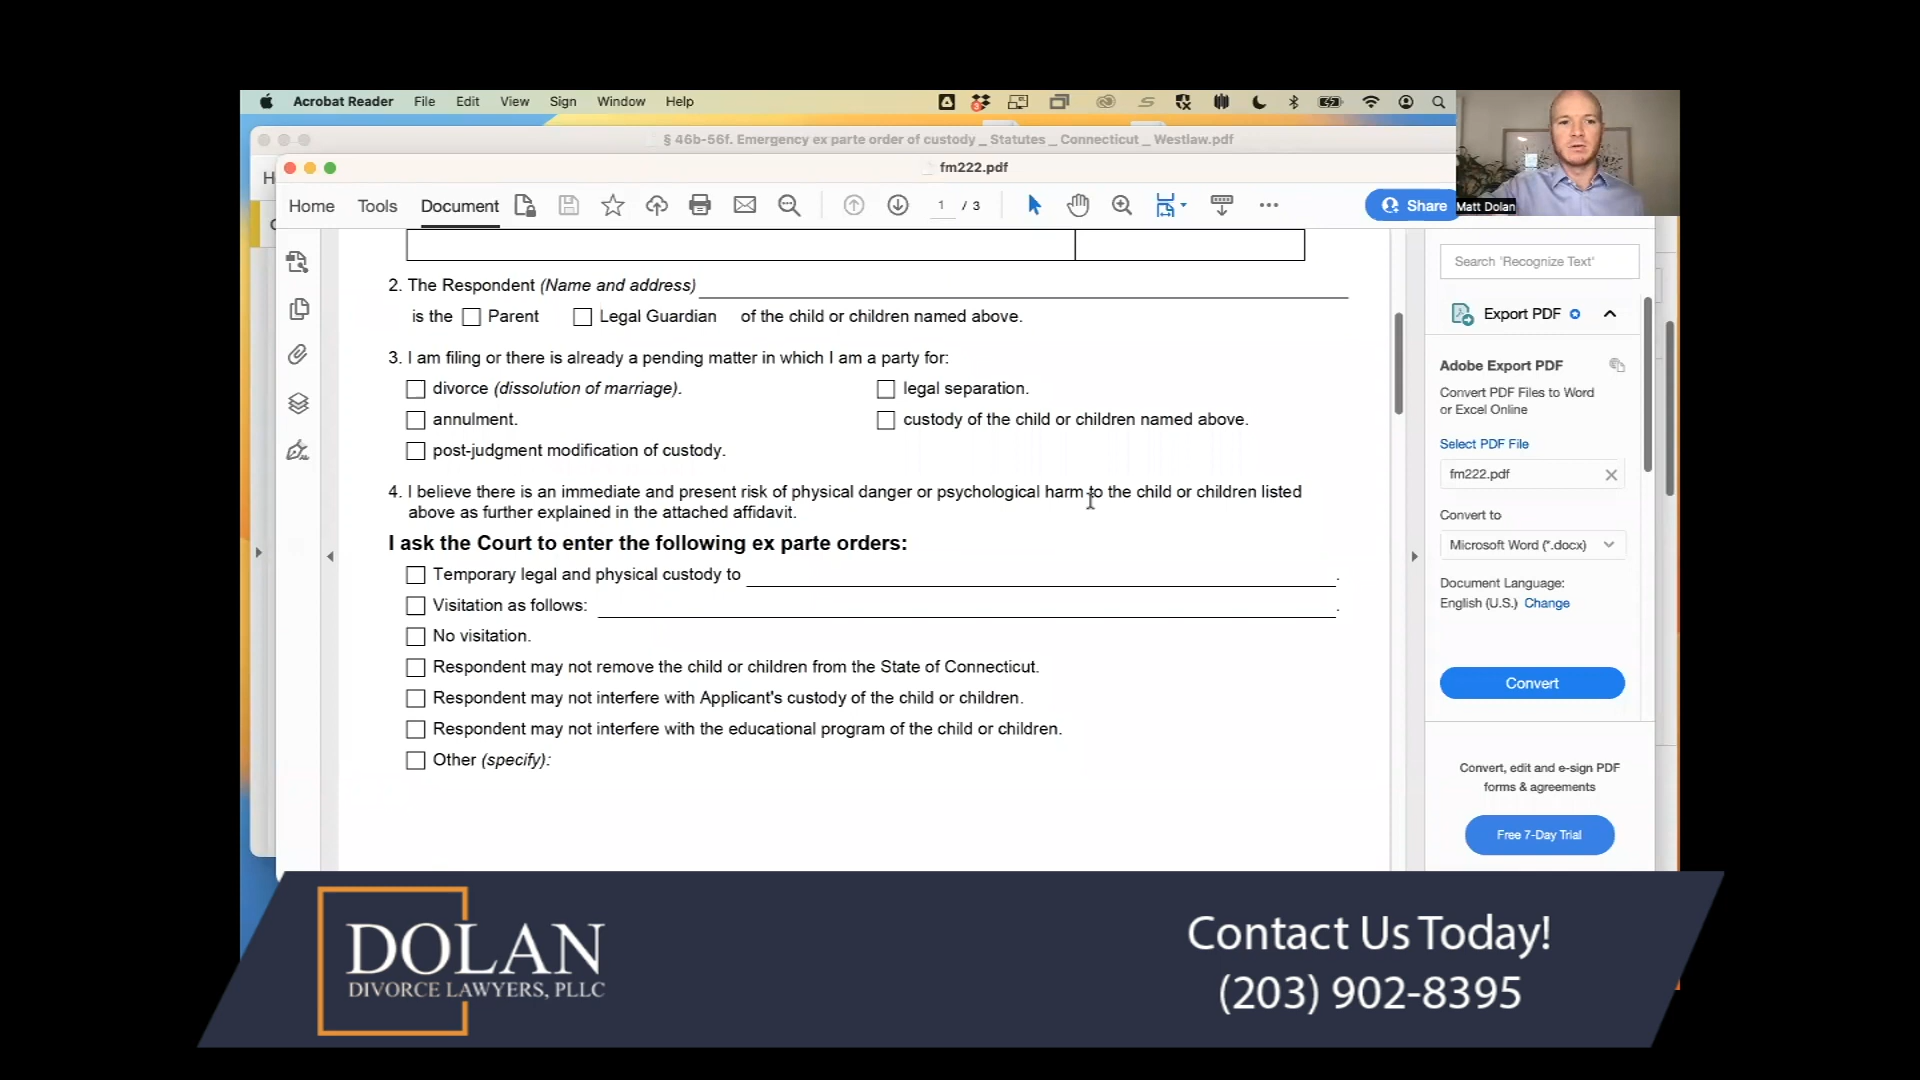 Acrobat Reader File Edit View Sign Window Help
§ 46b-56f. Emergency ex parte order of custody _ Statutes _ Connecticut _ Westlaw.pdf
fm222.pdf
Home Tools Document 1 / 3 Share
Matt Dolan
2. The Respondent (Name and address)
is the Parent Legal Guardian of the child or children named above.
3. I am filing or there is already a pending matter in which I am a party for:
divorce (dissolution of marriage). legal separation.
annulment. custody of the child or children named above.
post-judgment modification of custody.
4. I believe there is an immediate and present risk of physical danger or psychological harm to the child or children listed
above as further explained in the attached affidavit.
I ask the Court to enter the following ex parte orders:
Temporary legal and physical custody to .
Visitation as follows: .
No visitation.
Respondent may not remove the child or children from the State of Connecticut.
Respondent may not interfere with Applicant's custody of the child or children.
Respondent may not interfere with the educational program of the child or children.
Other (specify):
Search 'Recognize Text'
Export PDF
Adobe Export PDF
Convert PDF Files to Word
or Excel Online
Select PDF File
fm222.pdf
Convert to
Microsoft Word (*.docx)
Document Language:
English (U.S.) Change
Convert
Convert, edit and e-sign PDF
forms & agreements
Free 7-Day Trial
DOLAN
DIVORCE LAWYERS, PLLC
Contact Us Today!
(203) 902-8395